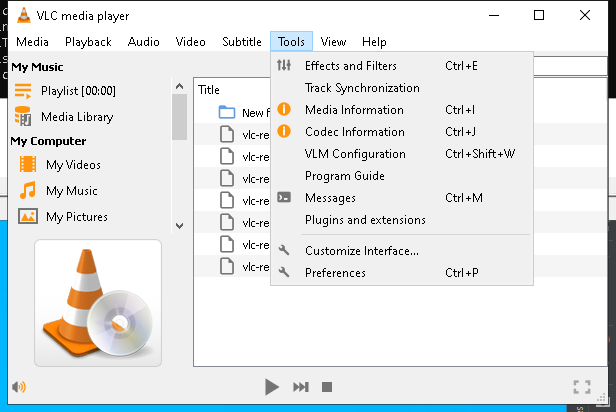 VLC media player
Media Playback Audio Video Subtitle Tools View Help
My Music
Playlist [00:00]
Media Library
My Computer
My Videos
My Music
My Pictures
Title
New f
vlc-re
vlc-re
vlc-re
vlc-re
vlc-re
vlc-re
vlc-re
Effects and Filters Ctrl+E
Track Synchronization
Media Information Ctrl+I
Codec Information Ctrl+J
VLM Configuration Ctrl+Shift+W
Program Guide
Messages Ctrl+M
Plugins and extensions
Customize Interface...
Preferences Ctrl+P